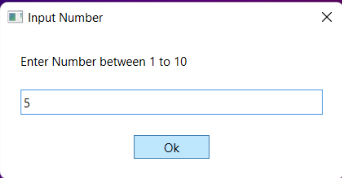 Input Number
Enter Number between 1 to 10
5
Ok